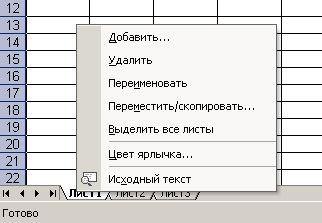 12
13
14
15
16
17
18
19
20
21
22
Добавить...
Удалить
Переименовать
Переместить/скопировать...
Выделить все листы
Цвет ярлычка...
Исходный текст
Лист1 Лист2 Лист3
Готово